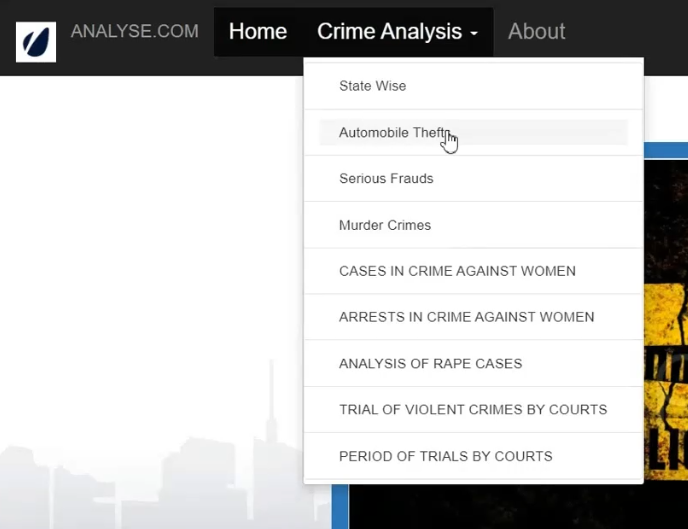 ANALYSE.COM Home Crime Analysis About
State Wise
Automobile Thefts
Serious Frauds
Murder Crimes
CASES IN CRIME AGAINST WOMEN
ARRESTS IN CRIME AGAINST WOMEN
ANALYSIS OF RAPE CASES
TRIAL OF VIOLENT CRIMES BY COURTS
PERIOD OF TRIALS BY COURTS